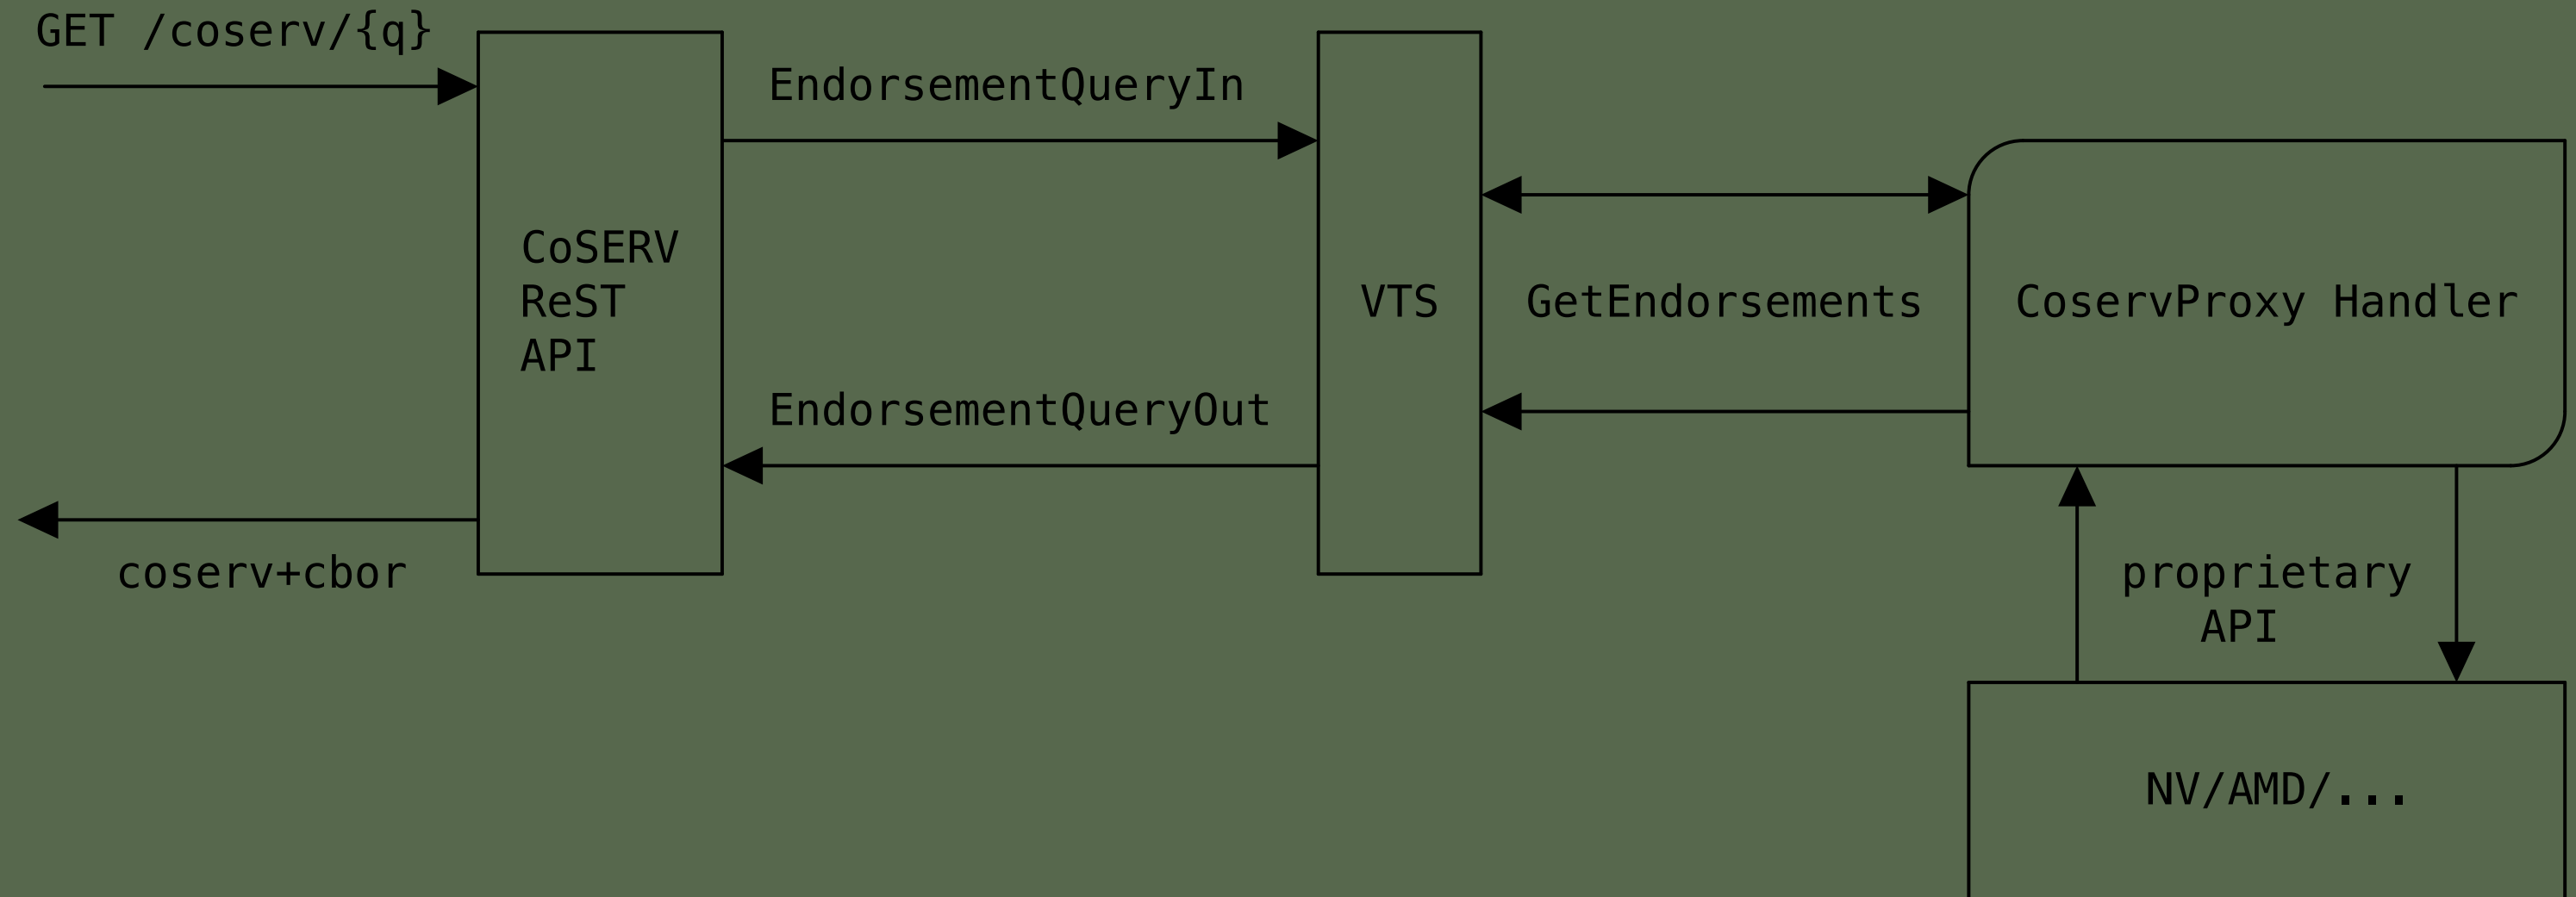 GET /coserv/{q}
EndorsementQueryIn
CoSERV
ReST
API
VTS
GetEndorsements
CoservProxy Handler
EndorsementQueryOut
coserv+cbor
proprietary
API
NV/AMD/...